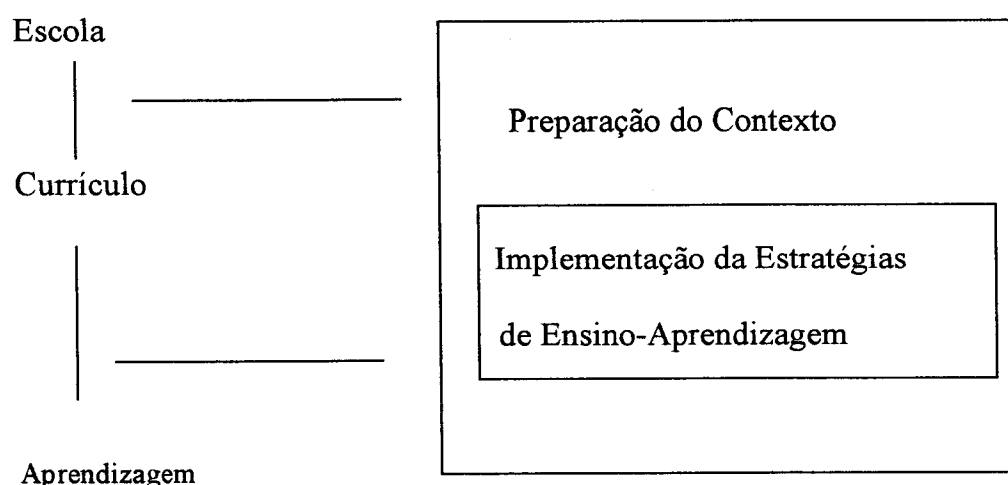 Escola
Preparação do Contexto
Currículo
Implementação da Estratégias
de Ensino-Aprendizagem
Aprendizagem